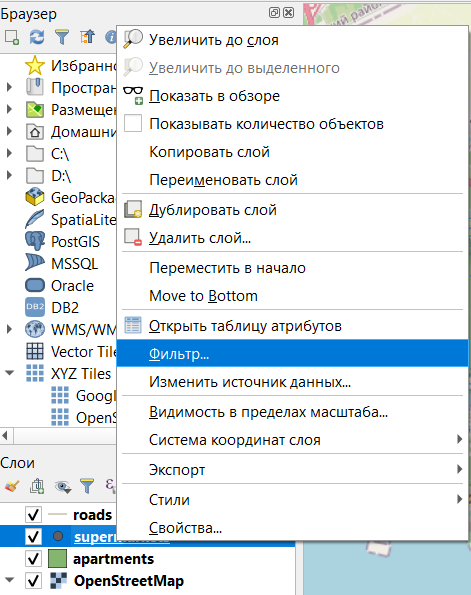 Браузер
Избранно
Простран
Размещен
Домашни
C:\
D:\
GeoPacka
SpatiaLite
PostGIS
MSSQL
Oracle
DB2
WMS/WM
Vector Tile
XYZ Tiles
Googl
OpenS
Слои
roads
super
apartments
OpenStreetMap
Увеличить до слоя
Увеличить до выделенного
Показать в обзоре
Показывать количество объектов
Копировать слой
Переименовать слой
Дублировать слой
Удалить слой...
Переместить в начало
Move to Bottom
Открыть таблицу атрибутов
Фильтр...
Изменить источник данных...
Видимость в пределах масштаба...
Система координат слоя
Экспорт
Стили
Свойства...